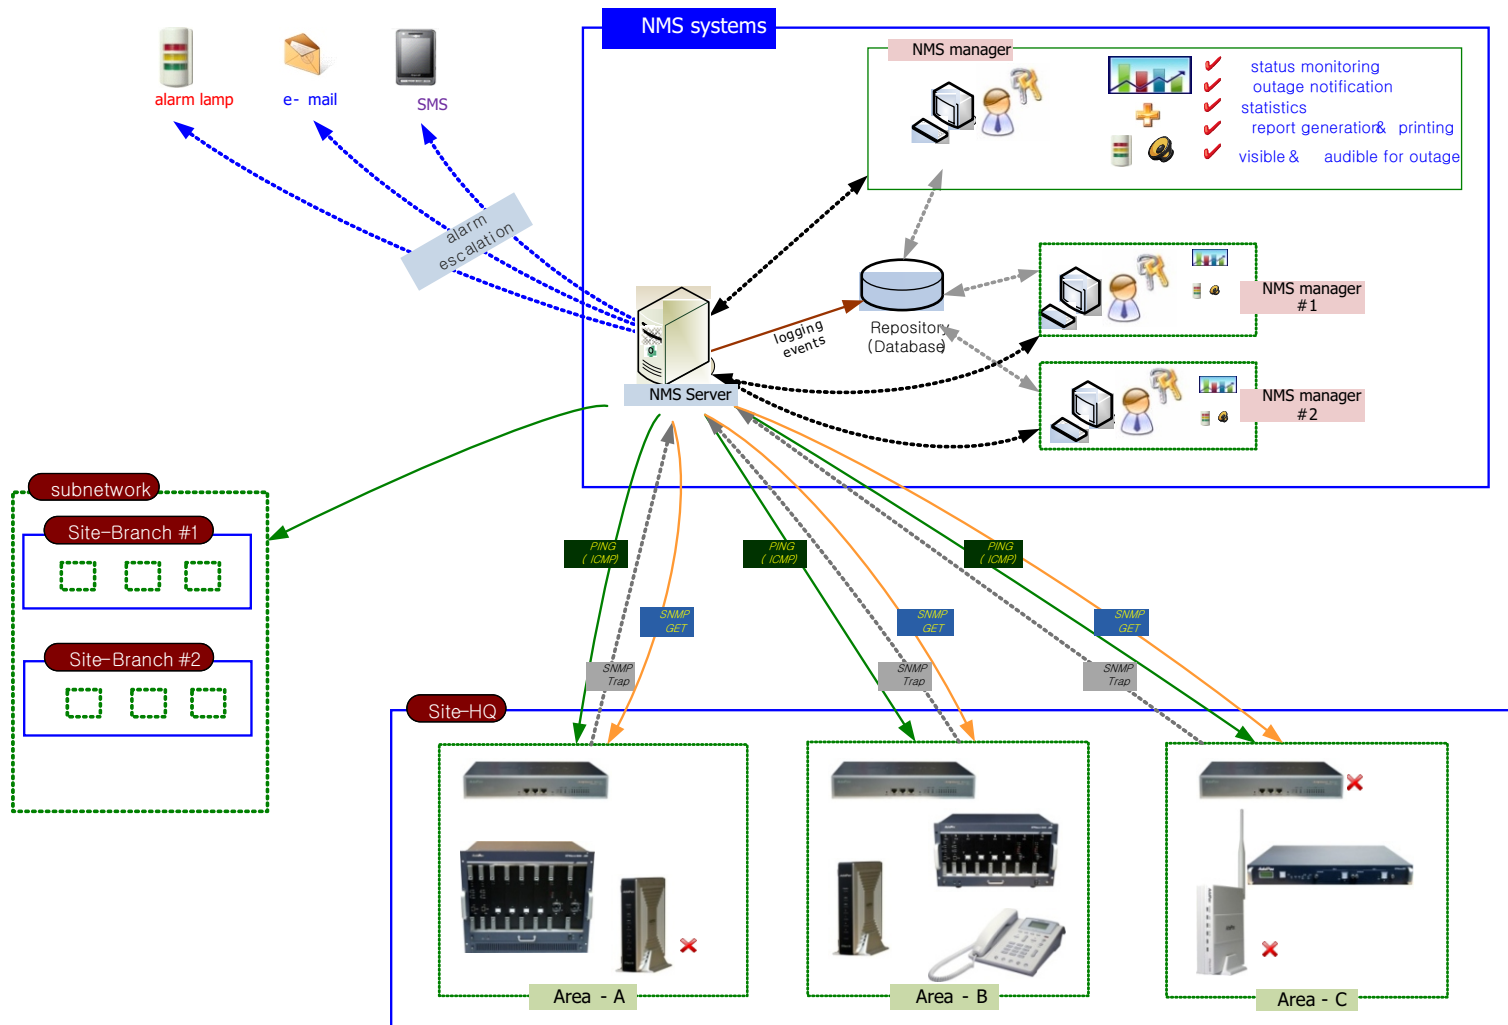 NMS systems
NMS manager
status monitoring
outage notification
statistics
report generation& printing
visible & audible for outage
alarm lamp
e- mail
SMS
alarm
escalation
NMS manager
#1
logging
events
Repository
(Database)
NMS Server
NMS manager
#2
subnetwork
Site-Branch #1
Site-Branch #2
PING
( ICMP)
PING
( ICMP)
PING
( ICMP)
SNMP
GET
SNMP
GET
SNMP
GET
SNMP
Trap
SNMP
Trap
SNMP
Trap
Site-HQ
Area - A
Area - B
Area - C